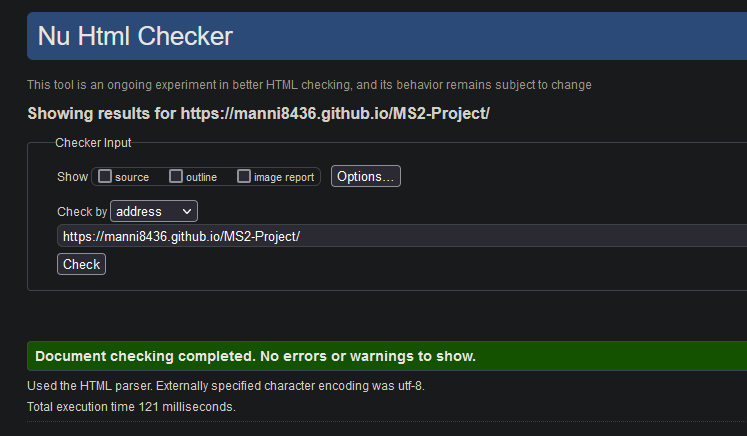 Nu Html Checker
This tool is an ongoing experiment in better HTML checking, and its behavior remains subject to change
Showing results for https://manni8436.github.io/MS2-Project/
Checker Input
Show source outline image report Options...
Check by address
https://manni8436.github.io/MS2-Project/
Check
Document checking completed. No errors or warnings to show.
Used the HTML parser. Externally specified character encoding was utf-8.
Total execution time 121 milliseconds.